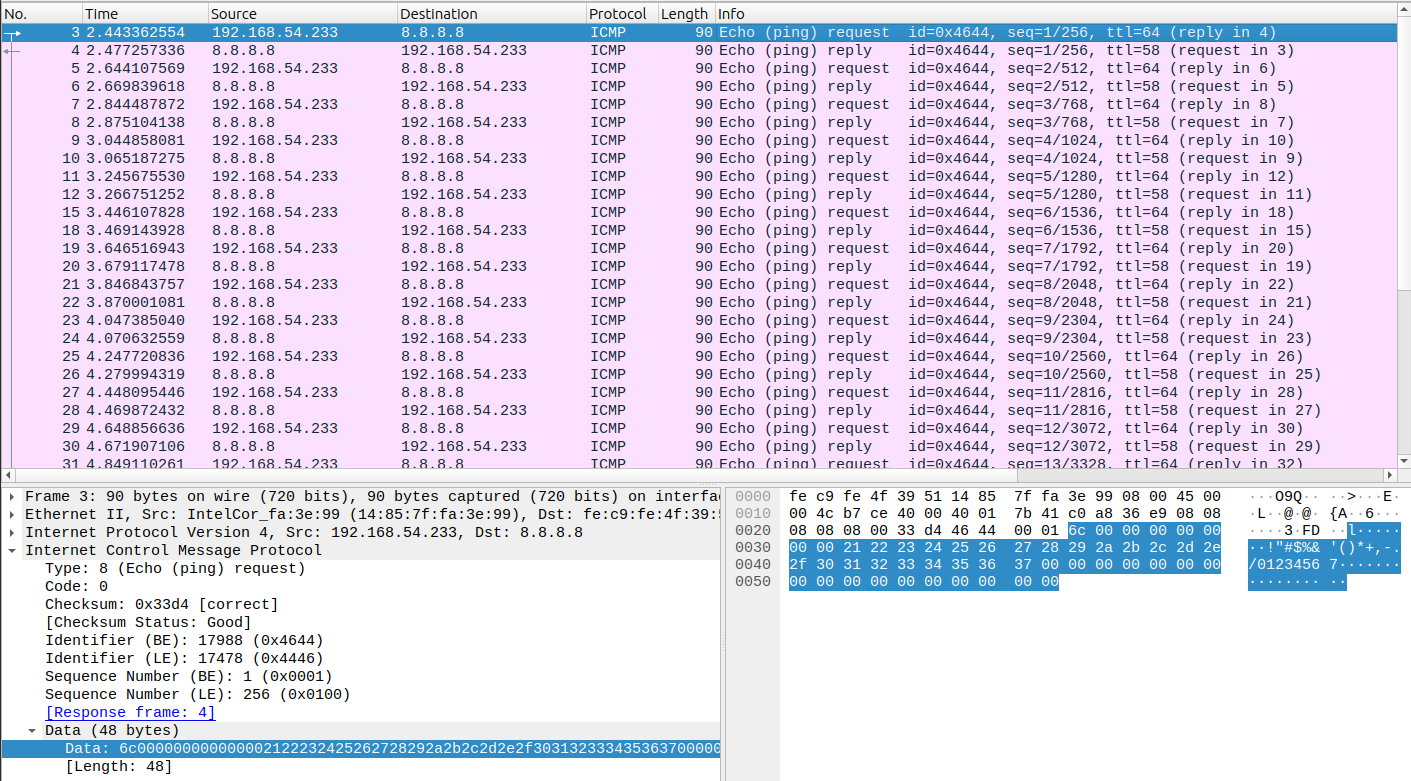 No. Time Source Destination Protocol Length Info
3 2.443362554 192.168.54.233 8.8.8.8 ICMP 90 Echo (ping) request id=0x4644, seq=1/256, ttl=64 (reply in 4)
4 2.477257336 8.8.8.8 192.168.54.233 ICMP 90 Echo (ping) reply id=0x4644, seq=1/256, ttl=58 (request in 3)
5 2.644107569 192.168.54.233 8.8.8.8 ICMP 90 Echo (ping) request id=0x4644, seq=2/512, ttl=64 (reply in 6)
6 2.669839618 8.8.8.8 192.168.54.233 ICMP 90 Echo (ping) reply id=0x4644, seq=2/512, ttl=58 (request in 5)
7 2.844487872 192.168.54.233 8.8.8.8 ICMP 90 Echo (ping) request id=0x4644, seq=3/768, ttl=64 (reply in 8)
8 2.875104138 8.8.8.8 192.168.54.233 ICMP 90 Echo (ping) reply id=0x4644, seq=3/768, ttl=58 (request in 7)
9 3.044858081 192.168.54.233 8.8.8.8 ICMP 90 Echo (ping) request id=0x4644, seq=4/1024, ttl=64 (reply in 10)
10 3.065187275 8.8.8.8 192.168.54.233 ICMP 90 Echo (ping) reply id=0x4644, seq=4/1024, ttl=58 (request in 9)
11 3.245675530 192.168.54.233 8.8.8.8 ICMP 90 Echo (ping) request id=0x4644, seq=5/1280, ttl=64 (reply in 12)
12 3.266751252 8.8.8.8 192.168.54.233 ICMP 90 Echo (ping) reply id=0x4644, seq=5/1280, ttl=58 (request in 11)
15 3.446107828 192.168.54.233 8.8.8.8 ICMP 90 Echo (ping) request id=0x4644, seq=6/1536, ttl=64 (reply in 18)
18 3.469143928 8.8.8.8 192.168.54.233 ICMP 90 Echo (ping) reply id=0x4644, seq=6/1536, ttl=58 (request in 15)
19 3.646516943 192.168.54.233 8.8.8.8 ICMP 90 Echo (ping) request id=0x4644, seq=7/1792, ttl=64 (reply in 20)
20 3.679117478 8.8.8.8 192.168.54.233 ICMP 90 Echo (ping) reply id=0x4644, seq=7/1792, ttl=58 (request in 19)
21 3.846843757 192.168.54.233 8.8.8.8 ICMP 90 Echo (ping) request id=0x4644, seq=8/2048, ttl=64 (reply in 22)
22 3.870001081 8.8.8.8 192.168.54.233 ICMP 90 Echo (ping) reply id=0x4644, seq=8/2048, ttl=58 (request in 21)
23 4.047385040 192.168.54.233 8.8.8.8 ICMP 90 Echo (ping) request id=0x4644, seq=9/2304, ttl=64 (reply in 24)
24 4.070632559 8.8.8.8 192.168.54.233 ICMP 90 Echo (ping) reply id=0x4644, seq=9/2304, ttl=58 (request in 23)
25 4.247720836 192.168.54.233 8.8.8.8 ICMP 90 Echo (ping) request id=0x4644, seq=10/2560, ttl=64 (reply in 26)
26 4.279994319 8.8.8.8 192.168.54.233 ICMP 90 Echo (ping) reply id=0x4644, seq=10/2560, ttl=58 (request in 25)
27 4.448095446 192.168.54.233 8.8.8.8 ICMP 90 Echo (ping) request id=0x4644, seq=11/2816, ttl=64 (reply in 28)
28 4.469872432 8.8.8.8 192.168.54.233 ICMP 90 Echo (ping) reply id=0x4644, seq=11/2816, ttl=58 (request in 27)
29 4.648856636 192.168.54.233 8.8.8.8 ICMP 90 Echo (ping) request id=0x4644, seq=12/3072, ttl=64 (reply in 30)
30 4.671907106 8.8.8.8 192.168.54.233 ICMP 90 Echo (ping) reply id=0x4644, seq=12/3072, ttl=58 (request in 29)
31 4.849110261 192.168.54.233 8.8.8.8 ICMP 90 Echo (ping) request id=0x4644, seq=13/3328, ttl=64 (reply in 32)
Frame 3: 90 bytes on wire (720 bits), 90 bytes captured (720 bits) on interfa
Ethernet II, Src: IntelCor_fa:3e:99 (14:85:7f:fa:3e:99), Dst: fe:c9:fe:4f:39:5
Internet Protocol Version 4, Src: 192.168.54.233, Dst: 8.8.8.8
Internet Control Message Protocol
Type: 8 (Echo (ping) request)
Code: 0
Checksum: 0x33d4 [correct]
[Checksum Status: Good]
Identifier (BE): 17988 (0x4644)
Identifier (LE): 17478 (0x4446)
Sequence Number (BE): 1 (0x0001)
Sequence Number (LE): 256 (0x0100)
[Response frame: 4]
Data (48 bytes)
Data: 6c000000000000002122232425262728292a2b2c2d2e2f3031323334353637​00000
[Length: 48]
0000 fe c9 fe 4f 39 51 14 85 7f fa 3e 99 08 00 45 00 ···O9Q·· ··>···E·
0010 00 4c b7 ce 40 00 40 01 7b 41 c0 a8 36 e9 08 08 ·L··@·@· {A··6···
0020 08 08 08 00 33 d4 46 44 00 01 6c 00 00 00 00 00 ····3·FD ··l·····
0030 00 00 21 22 23 24 25 26 27 28 29 2a 2b 2c 2d 2e ··!"#$%& '()*+,-.
0040 2f 30 31 32 33 34 35 36 37 00 00 00 00 00 00 00 /0123456 7·······
0050 00 00 00 00 00 00 00 00 00 00 ········ ··